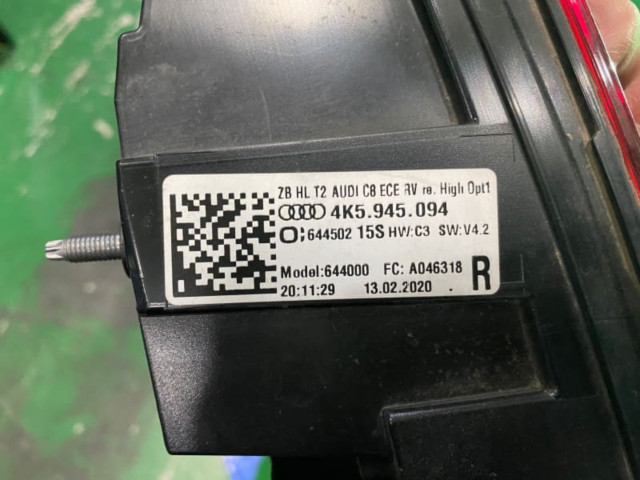 ZB HL T2 AUDI C8 ECE RV re. High Opt1
4K5.945.094
644502 15S HW:C3 SW:V4.2
Model:644000 FC: A046318
20:11:29 13.02.2020 . R